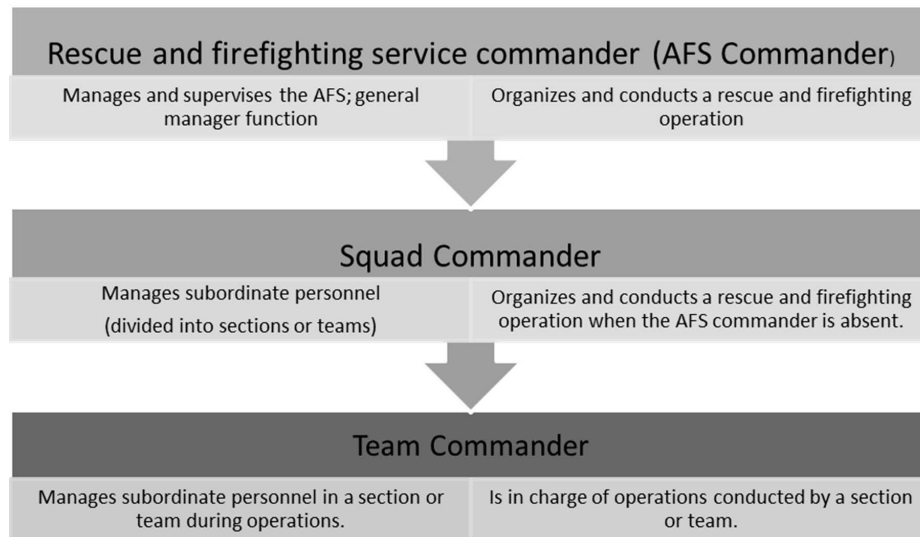 Rescue and firefighting service commander (AFS Commander)
Manages and supervises the AFS; general
manager function
Organizes and conducts a rescue and firefighting
operation
Squad Commander
Manages subordinate personnel
(divided into sections or teams)
Organizes and conducts a rescue and firefighting
operation when the AFS commander is absent.
Team Commander
Manages subordinate personnel in a section or
team during operations.
Is in charge of operations conducted by a section
or team.